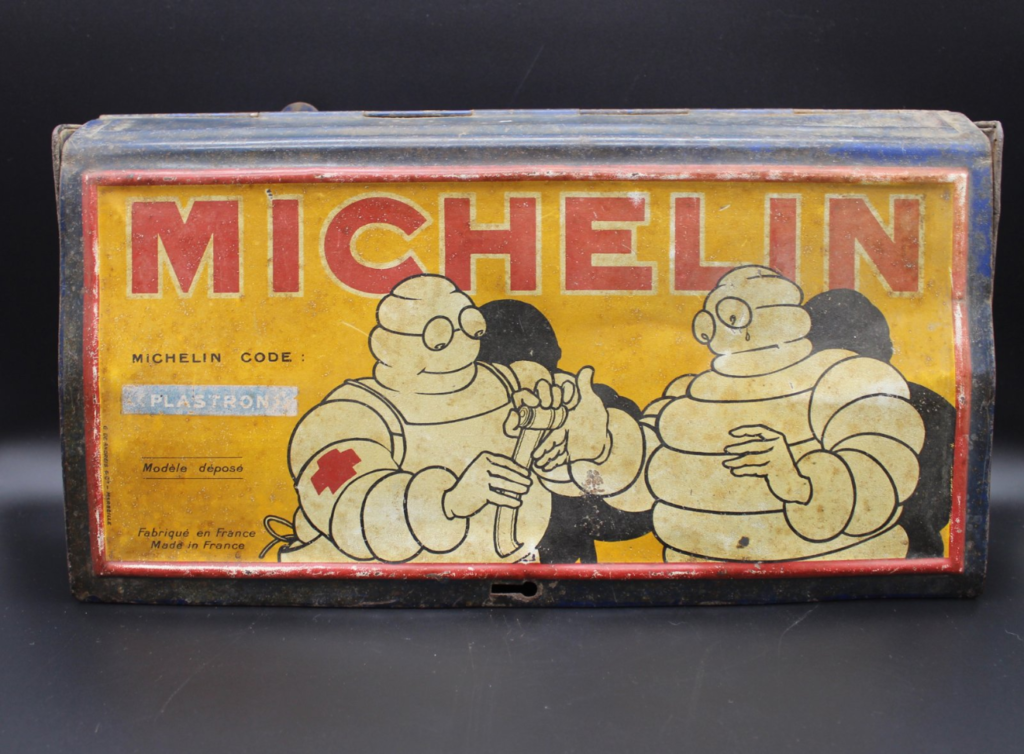 MICHELIN
MICHELIN CODE :
PLASTRON
Modèle déposé
Fabriqué en France
Made in France